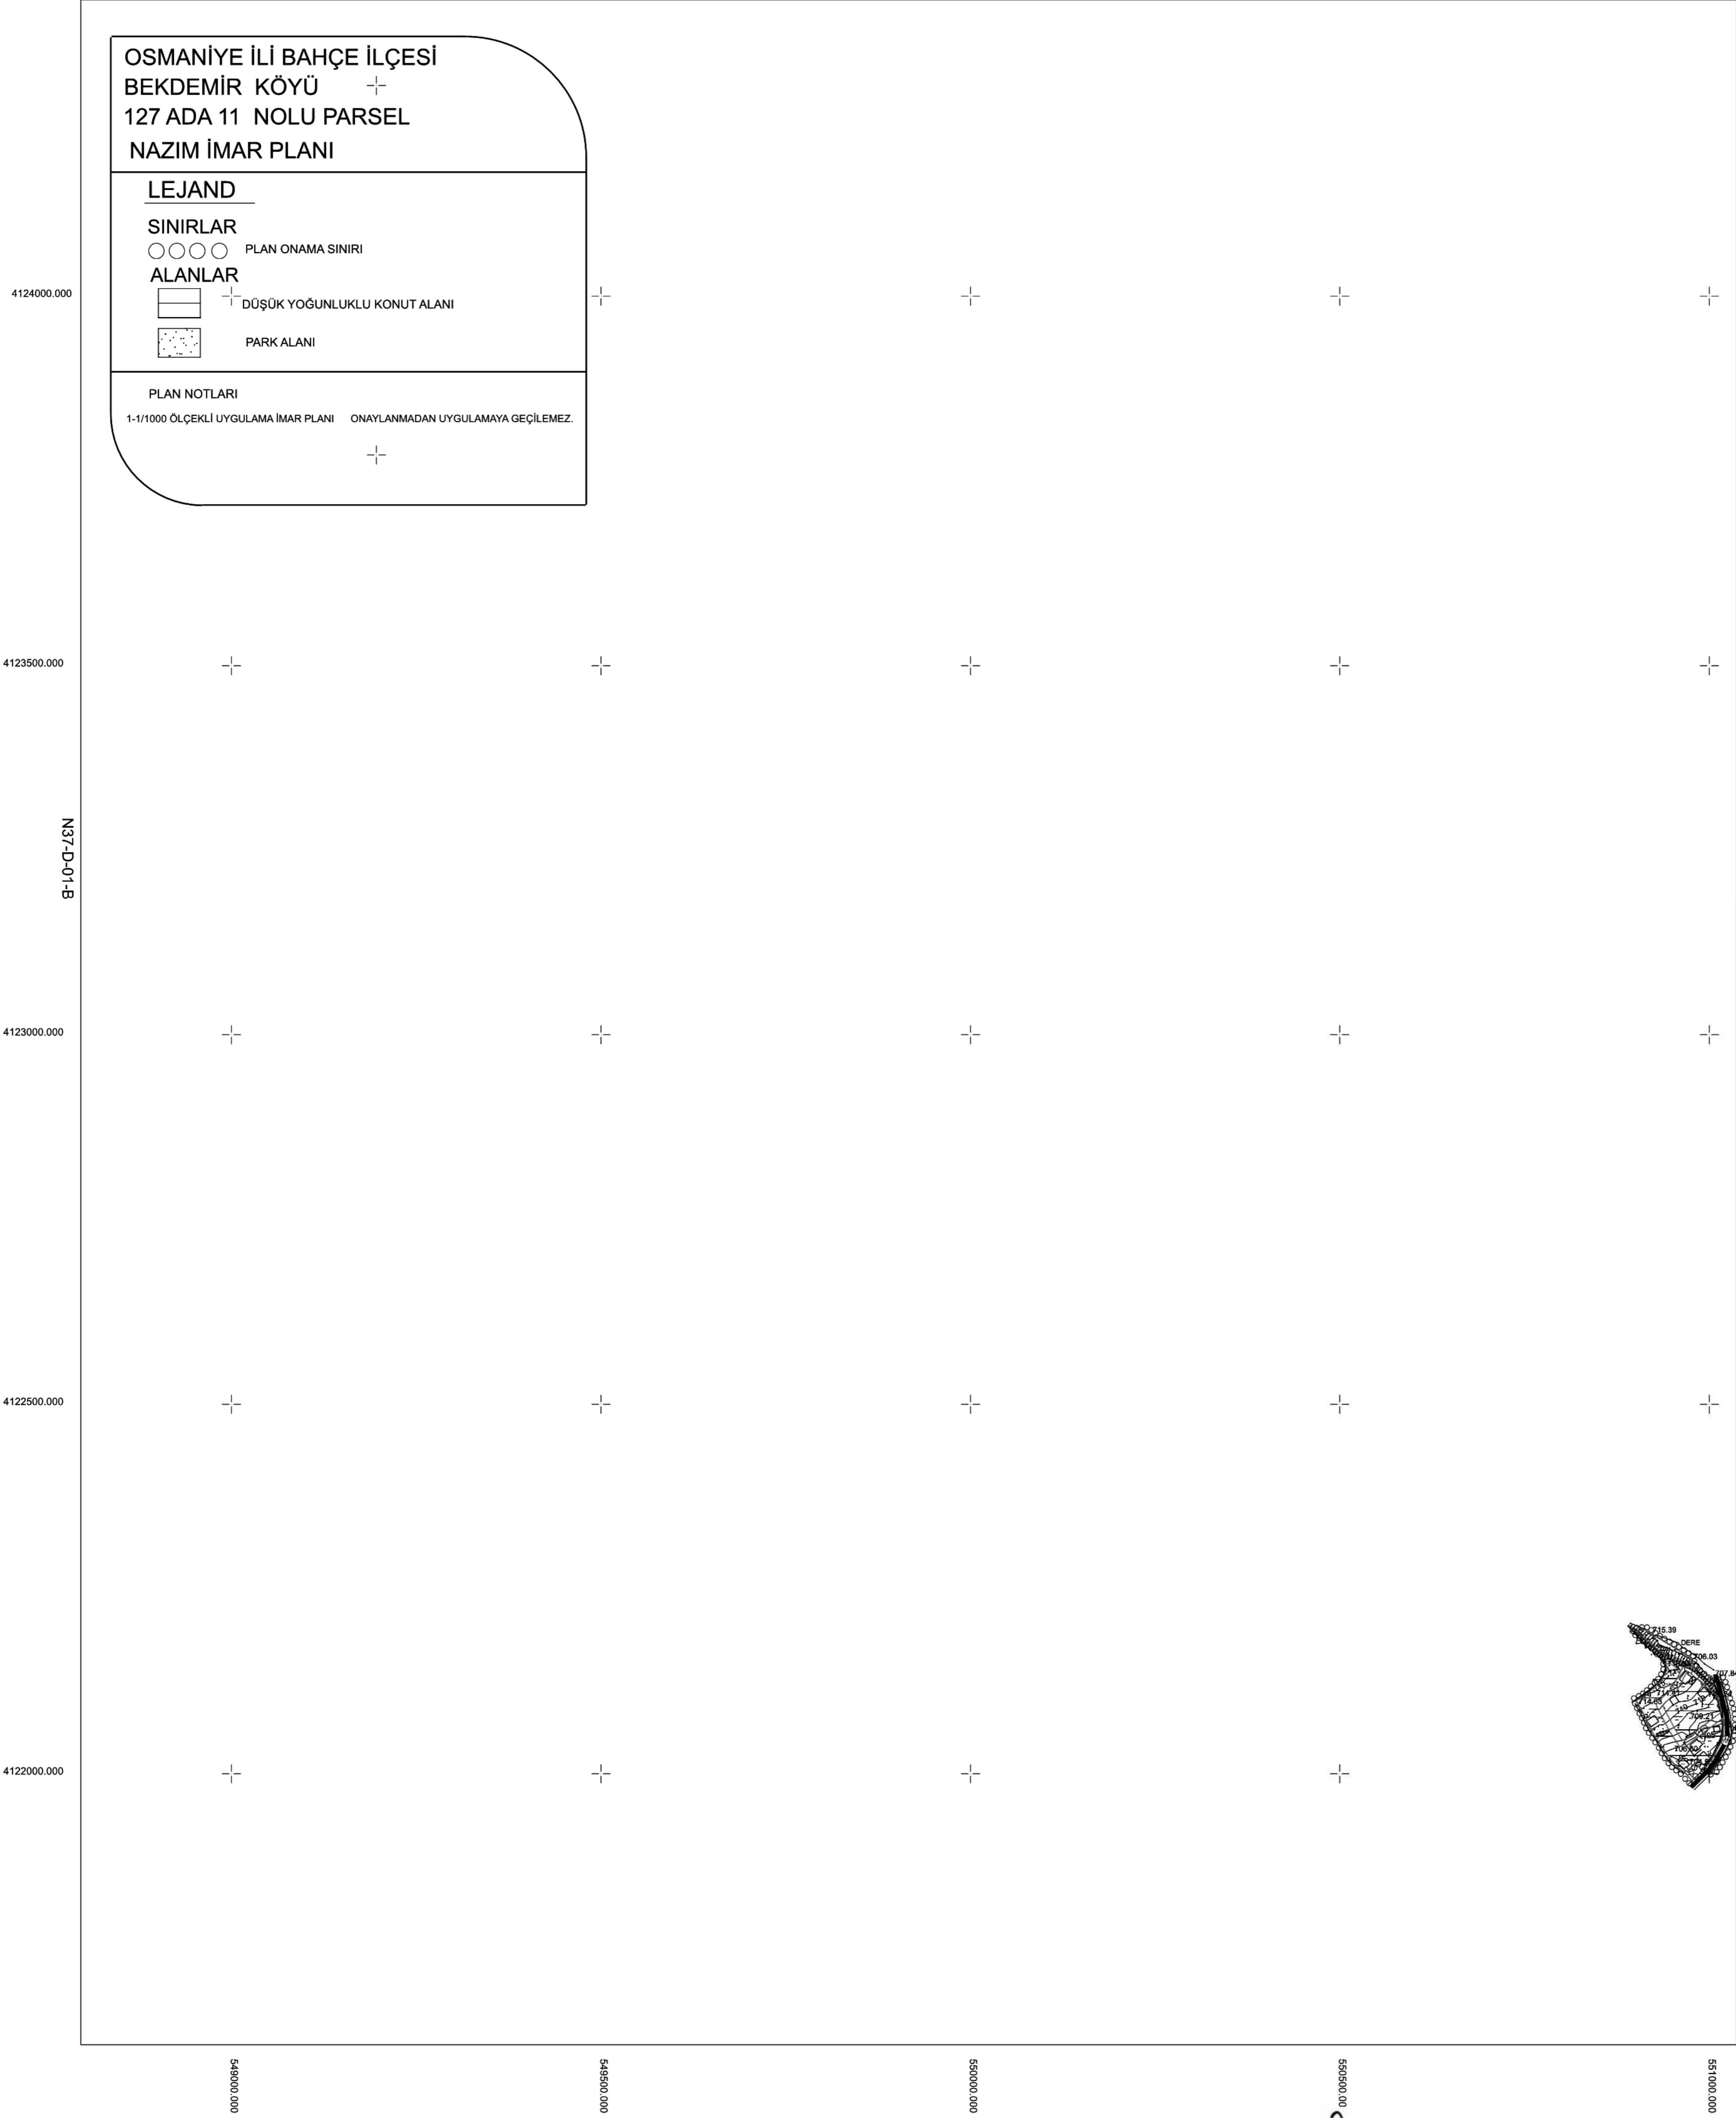 OSMANİYE İLİ BAHÇE İLÇESİ
BEKDEMİR KÖYÜ
127 ADA 11 NOLU PARSEL
NAZIM İMAR PLANI
LEJAND
SINIRLAR
PLAN ONAMA SINIRI
ALANLAR
DÜŞÜK YOĞUNLUKLU KONUT ALANI
PARK ALANI
PLAN NOTLARI
1-1/1000 ÖLÇEKLİ UYGULAMA İMAR PLANI ONAYLANMADAN UYGULAMAYA GEÇİLEMEZ.
4124000.000
4123500.000
N37-D-01-B
4123000.000
4122500.000
715.39
DERE
706.03
4122000.000
549000.000
549500.000
550000.000
550500.00
551000.000